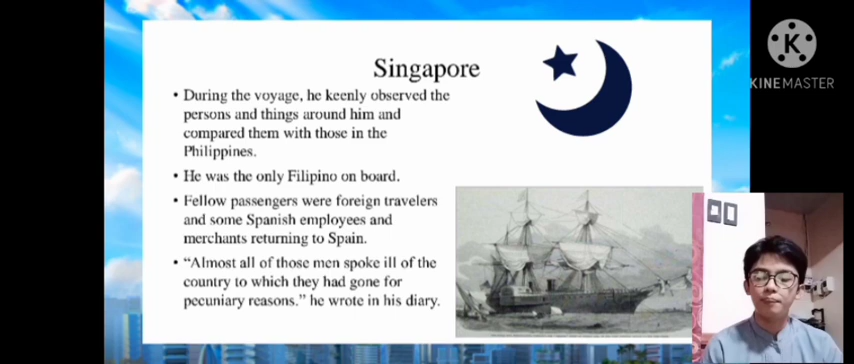 Singapore
• During the voyage, he keenly observed the
persons and things around him and
compared them with those in the
Philippines.
• He was the only Filipino on board.
• Fellow passengers were foreign travelers
and some Spanish employees and
merchants returning to Spain.
• “Almost all of those men spoke ill of the
country to which they had gone for
pecuniary reasons.” he wrote in his diary.
K
KINEMASTER